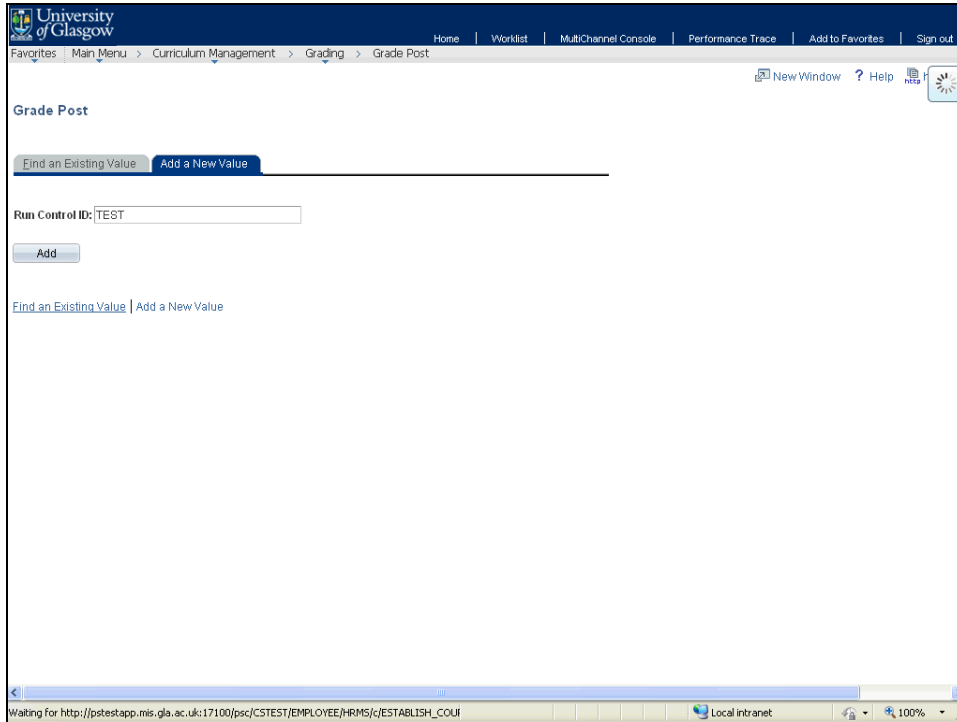 University
of Glasgow
Home | Worklist | MultiChannel Console | Performance Trace | Add to Favorites | Sign out
Favorites Main Menu > Curriculum Management > Grading > Grade Post
New Window ? Help http
Grade Post
Find an Existing Value Add a New Value
Run Control ID: TEST
Add
Find an Existing Value | Add a New Value
Waiting for http://pstestapp.mis.gla.ac.uk:17100/psc/CSTEST/EMPLOYEE/HRMS/c/ESTABLISH_COUR Local intranet 100%